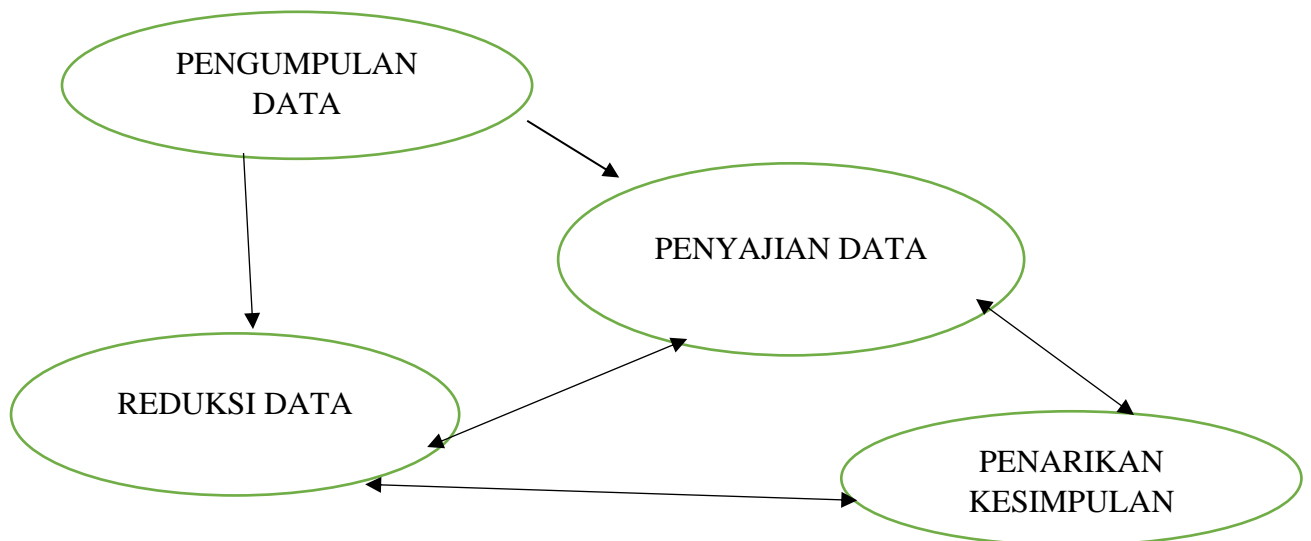 PENGUMPULAN
DATA
PENYAJIAN DATA
REDUKSI DATA
PENARIKAN
KESIMPULAN